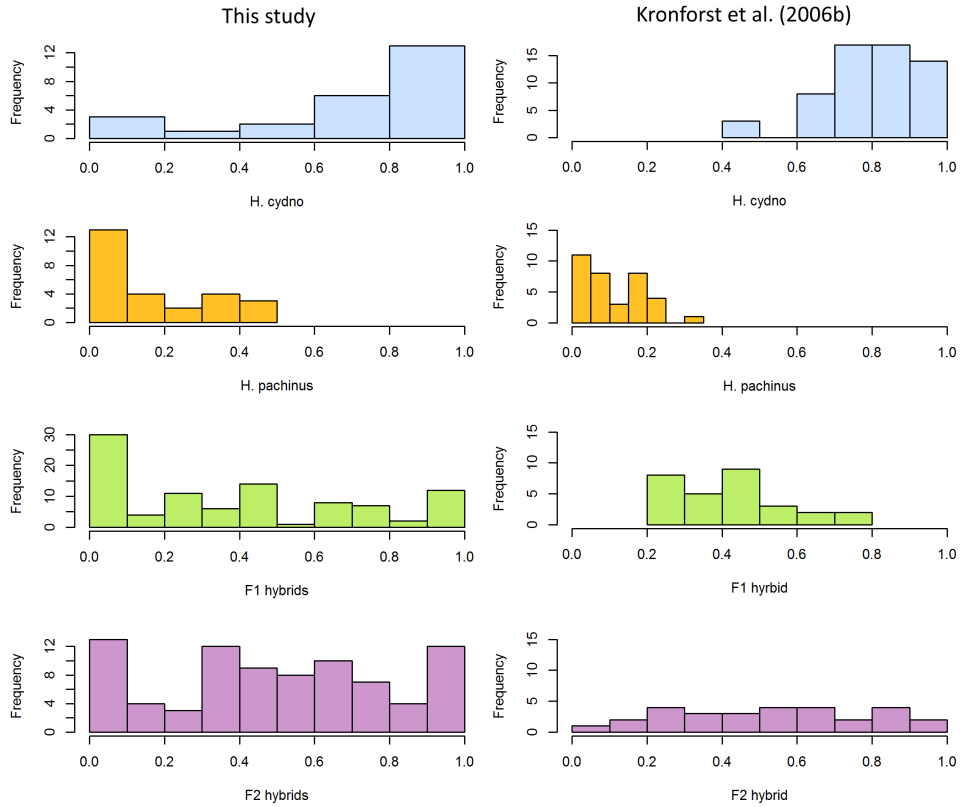 This study
Kronforst et al. (2006b)
Frequency
0 4 8 12
0.0 0.2 0.4 0.6 0.8 1.0
H. cydno
Frequency
0 5 10 15
0.0 0.2 0.4 0.6 0.8 1.0
H. cydno
Frequency
0 4 8 12
0.0 0.2 0.4 0.6 0.8 1.0
H. pachinus
Frequency
0 5 10 15
0.0 0.2 0.4 0.6 0.8 1.0
H. pachinus
Frequency
0 10 20 30
0.0 0.2 0.4 0.6 0.8 1.0
F1 hybrids
Frequency
0 5 10 15
0.0 0.2 0.4 0.6 0.8 1.0
F1 hyrbid
Frequency
0 4 8 12
0.0 0.2 0.4 0.6 0.8 1.0
F2 hybrids
Frequency
0 5 10 15
0.0 0.2 0.4 0.6 0.8 1.0
F2 hybrid